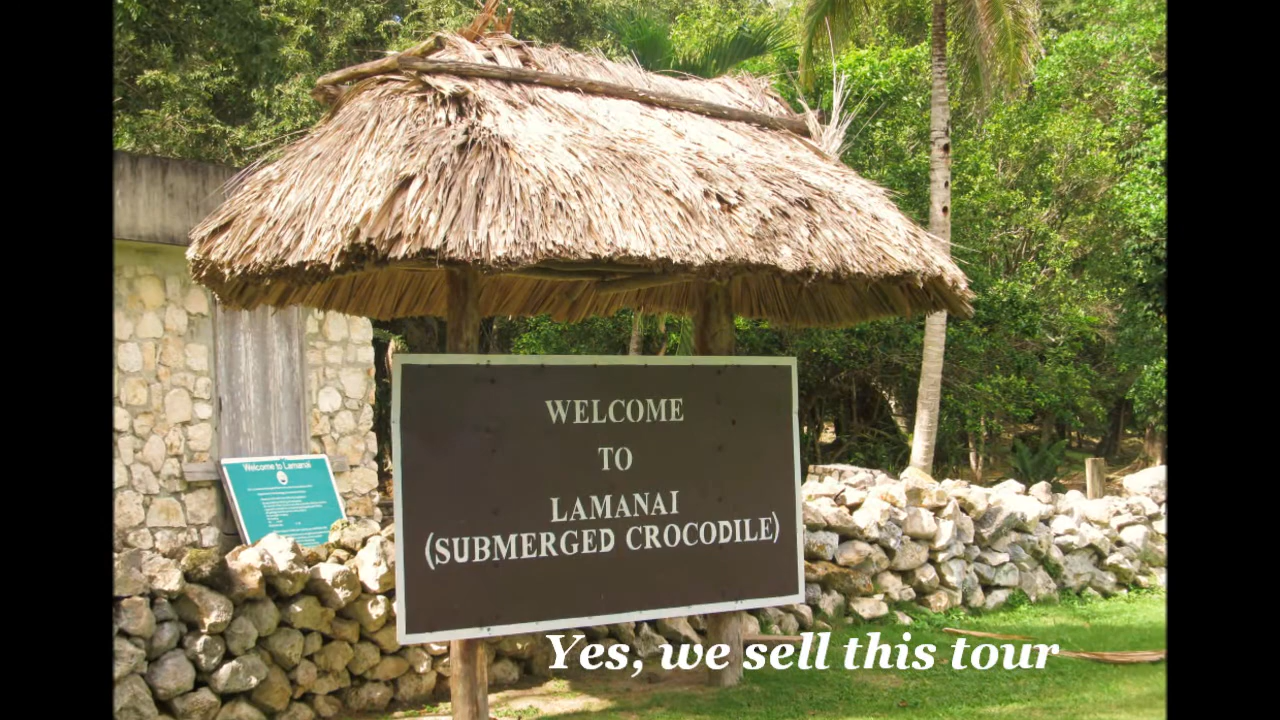 WELCOME
TO
LAMANAI
(SUBMERGED CROCODILE)
Welcome to Lamanai
Yes, we sell this tour